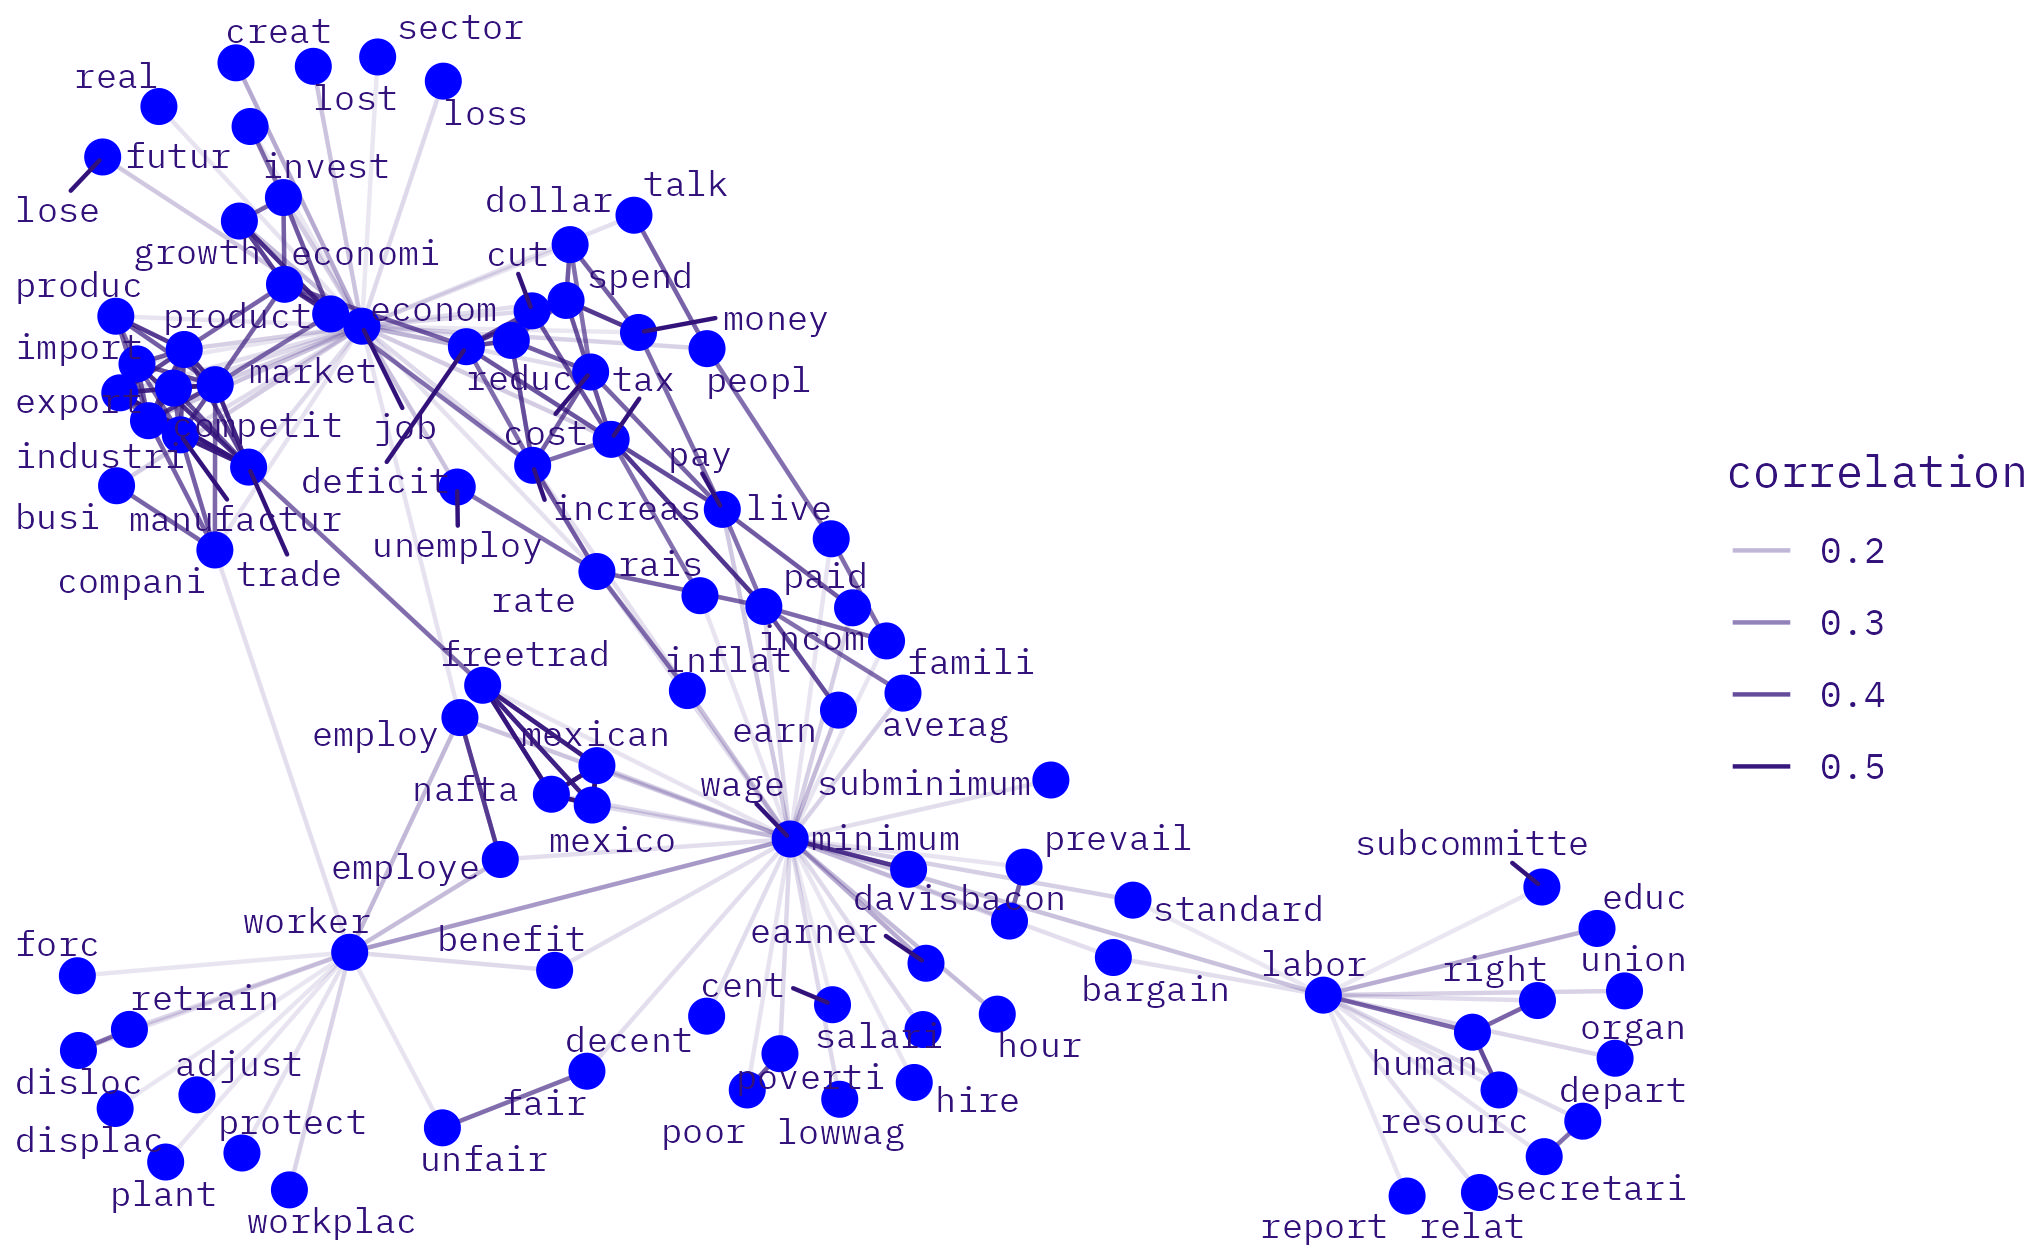 creat
sector
real
lost
loss
futur
invest
talk
lose
dollar
growth
economi
cut
spend
produc
product
econom
money
import
market
reduc
tax
peopl
export
competit
job
cost
industri
pay
deficit
busi
manufactur
increas
live
unemploy
compani
trade
rais
paid
rate
incom
freetrad
inflat
famili
employ
mexican
earn
averag
nafta
wage
subminimum
mexico
minimum
prevail
subcommitte
employe
davisbacon
standard
educ
worker
forc
benefit
earner
labor
right
union
retrain
cent
bargain
decent
salari
hour
organ
disloc
adjust
poverti
human
depart
displac
protect
fair
hire
resourc
poor
lowwag
plant
unfair
workplac
secretari
report
relat
correlation
0.2
0.3
0.4
0.5